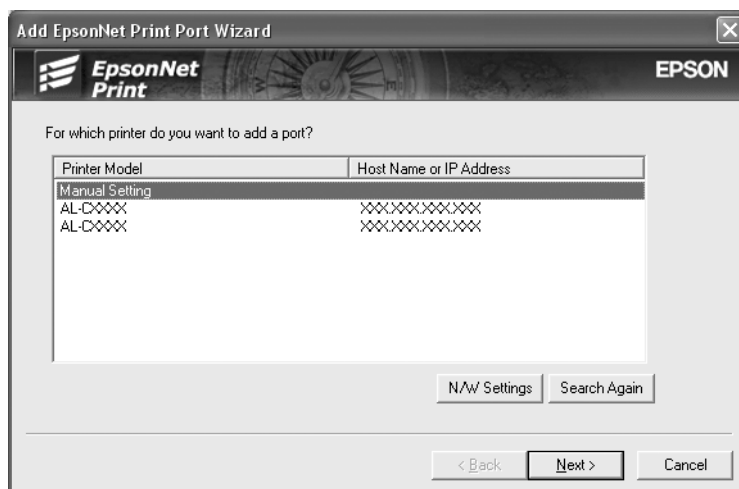 Add EpsonNet Print Port Wizard
EpsonNet
Print
EPSON
For which printer do you want to add a port?
Printer Model Host Name or IP Address
Manual Setting
AL-CXXXX XXX.XXX.XXX.XXX
AL-CXXXX XXX.XXX.XXX.XXX
N/W Settings Search Again
< Back Next > Cancel